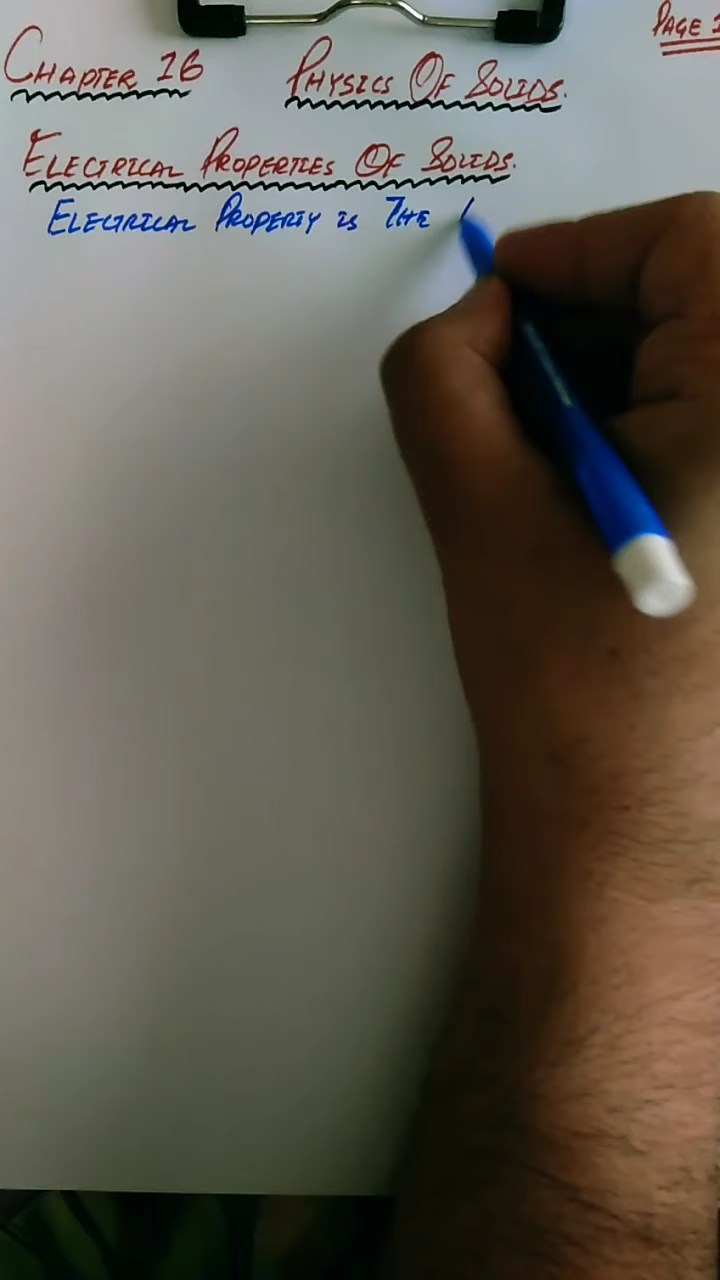 PAGE
CHAPTER 16 PHYSICS OF SOLIDS.
ELECTRICAL PROPERTIES OF SOLIDS.
ELECTRICAL PROPERTY IS THE